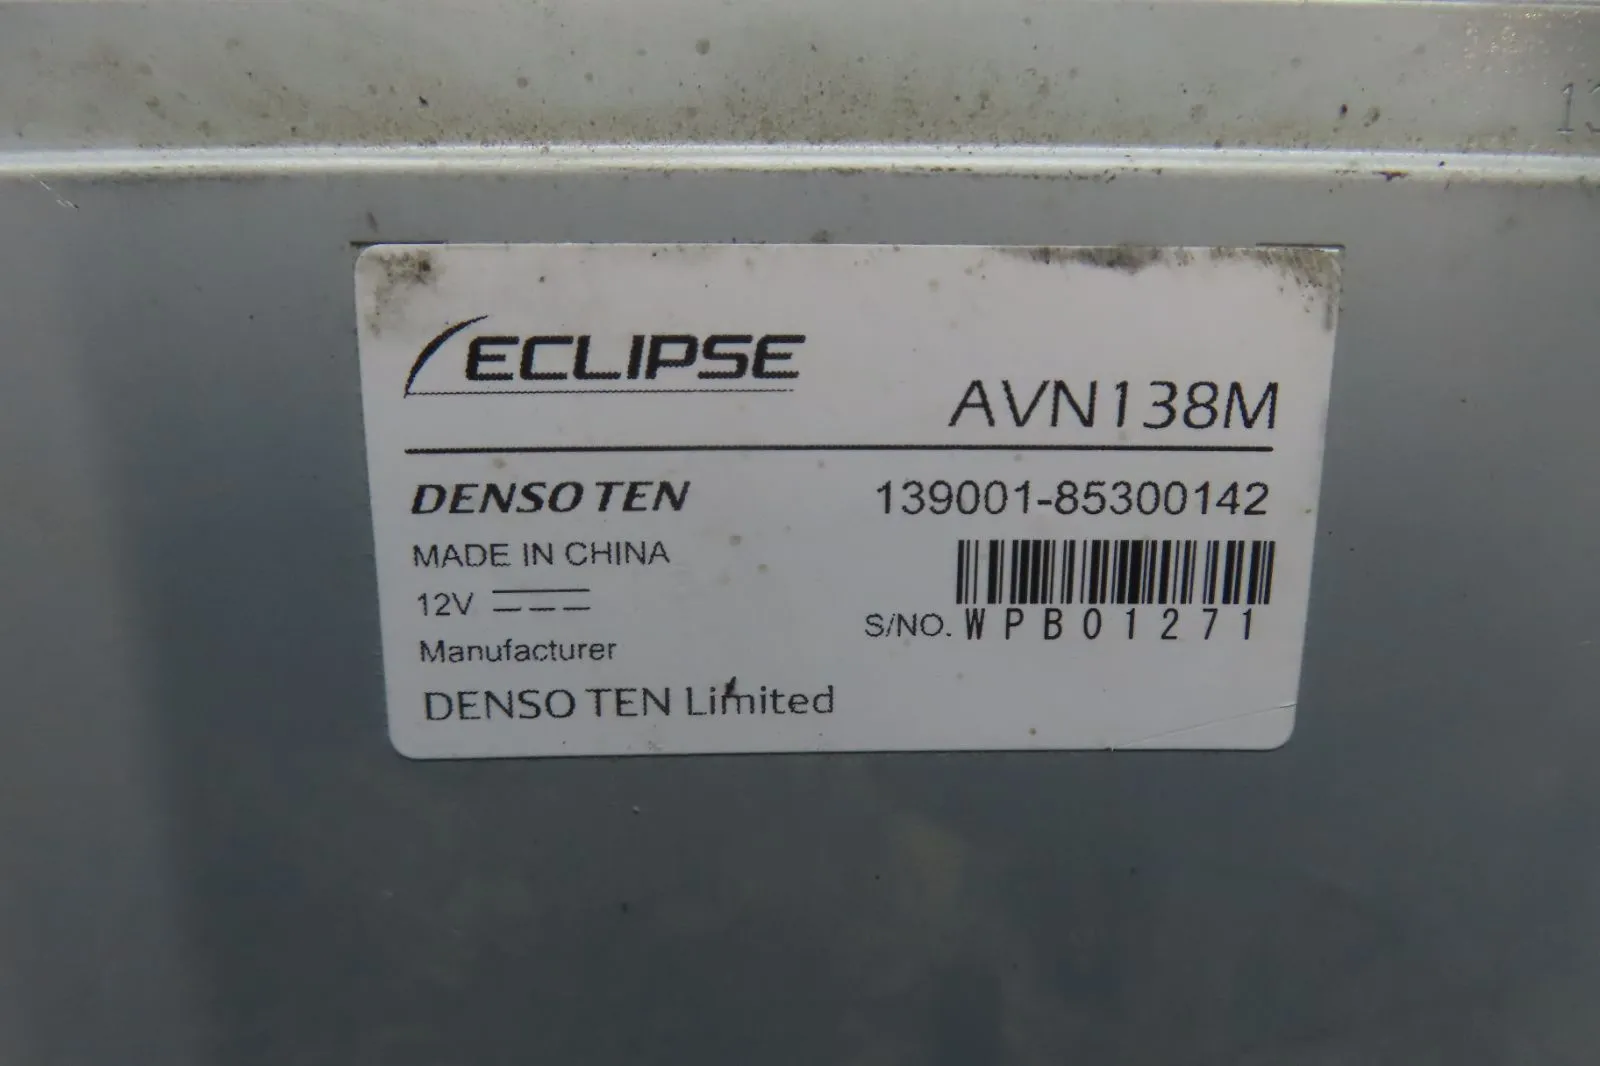 ECLIPSE
AVN138M
DENSO TEN
139001-85300142
MADE IN CHINA
12V
S/NO. WPB01271
Manufacturer
DENSO TEN Limited